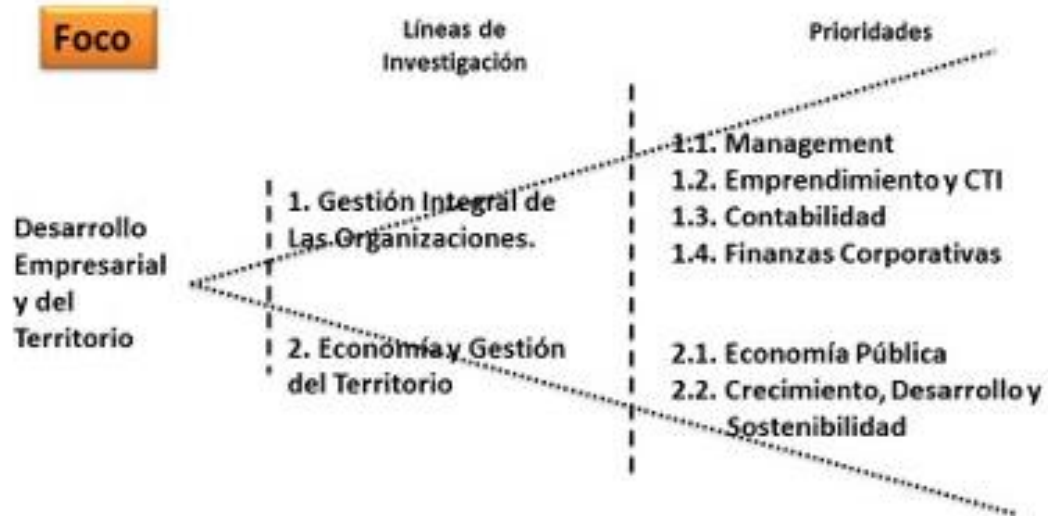 Foco
Líneas de
Investigación
Prioridades
Desarrollo
Empresarial
y del
Territorio
1. Gestión Integral de
Las Organizaciones.
2. Economía y Gestión
del Territorio
1.1. Management
1.2. Emprendimiento y CTI
1.3. Contabilidad
1.4. Finanzas Corporativas
2.1. Economía Pública
2.2. Crecimiento, Desarrollo y
Sostenibilidad